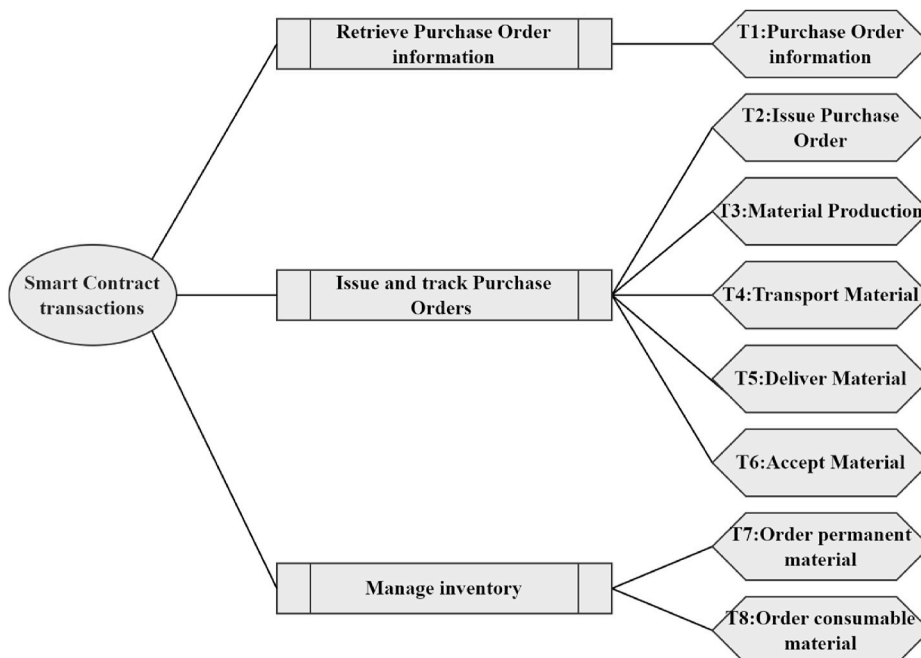 Retrieve Purchase Order
information
T1:Purchase Order
information
T2:Issue Purchase
Order
T3:Material Production
Smart Contract
transactions
Issue and track Purchase
Orders
T4:Transport Material
T5:Deliver Material
T6:Accept Material
Manage inventory
T7:Order permanent
material
T8:Order consumable
material